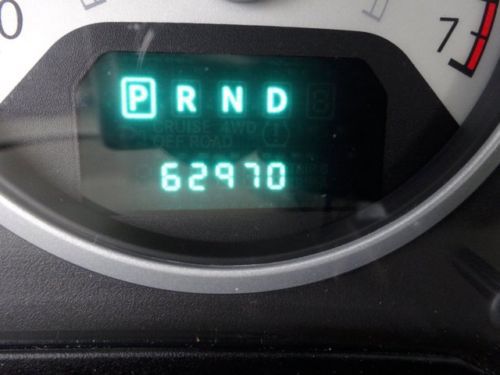 0
7
P R N D
CRUISE 4WD
OFF ROAD
62970